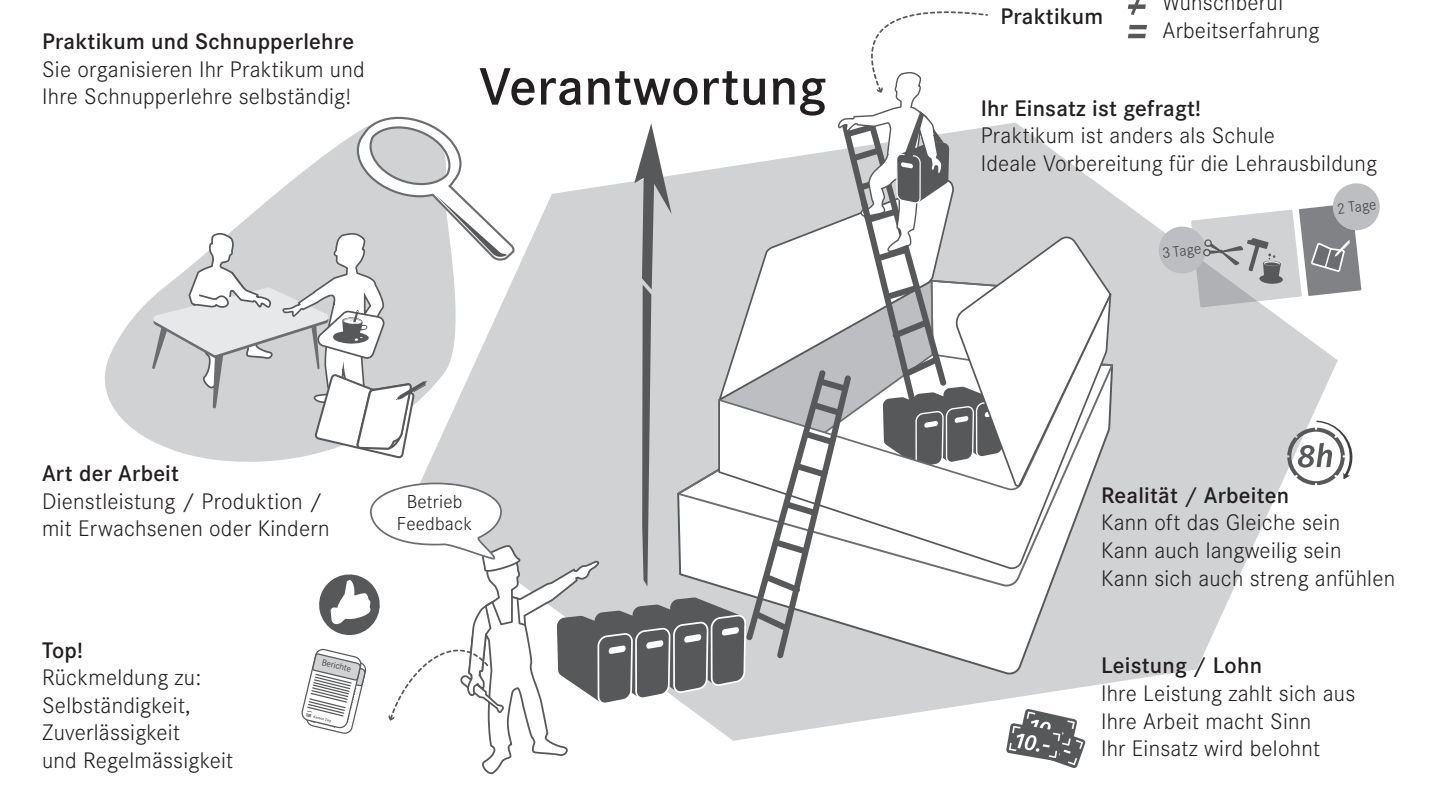 Praktikum und Schnupperlehre
Sie organisieren Ihr Praktikum und
Ihre Schnupperlehre selbständig!
Verantwortung
Praktikum
≠ Wunschberuf
= Arbeitserfahrung
Ihr Einsatz ist gefragt!
Praktikum ist anders als Schule
Ideale Vorbereitung für die Lehrausbildung
2 Tage
3 Tage
Art der Arbeit
Dienstleistung / Produktion /
mit Erwachsenen oder Kindern
Betrieb
Feedback
8h
Realität / Arbeiten
Kann oft das Gleiche sein
Kann auch langweilig sein
Kann sich auch streng anfühlen
Top!
Rückmeldung zu:
Selbständigkeit,
Zuverlässigkeit
und Regelmässigkeit
Berichte
Leistung / Lohn
Ihre Leistung zahlt sich aus
Ihre Arbeit macht Sinn
Ihr Einsatz wird belohnt
10.-
10.-